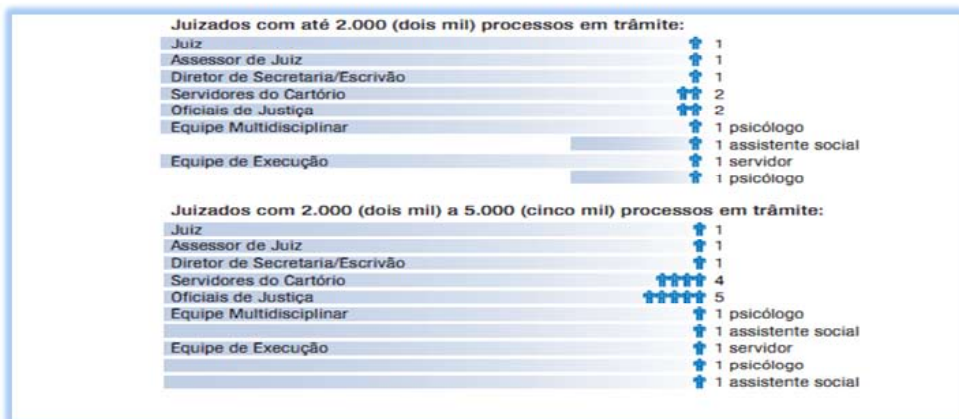 Juizados com até 2.000 (dois mil) processos em trâmite:
Juiz 1
Assessor de Juiz 1
Diretor de Secretaria/Escrivão 1
Servidores do Cartório 2
Oficiais de Justiça 2
Equipe Multidisciplinar 1 psicólogo
1 assistente social
Equipe de Execução 1 servidor
1 psicólogo
Juizados com 2.000 (dois mil) a 5.000 (cinco mil) processos em trâmite:
Juiz 1
Assessor de Juiz 1
Diretor de Secretaria/Escrivão 1
Servidores do Cartório 4
Oficiais de Justiça 5
Equipe Multidisciplinar 1 psicólogo
1 assistente social
Equipe de Execução 1 servidor
1 psicólogo
1 assistente social